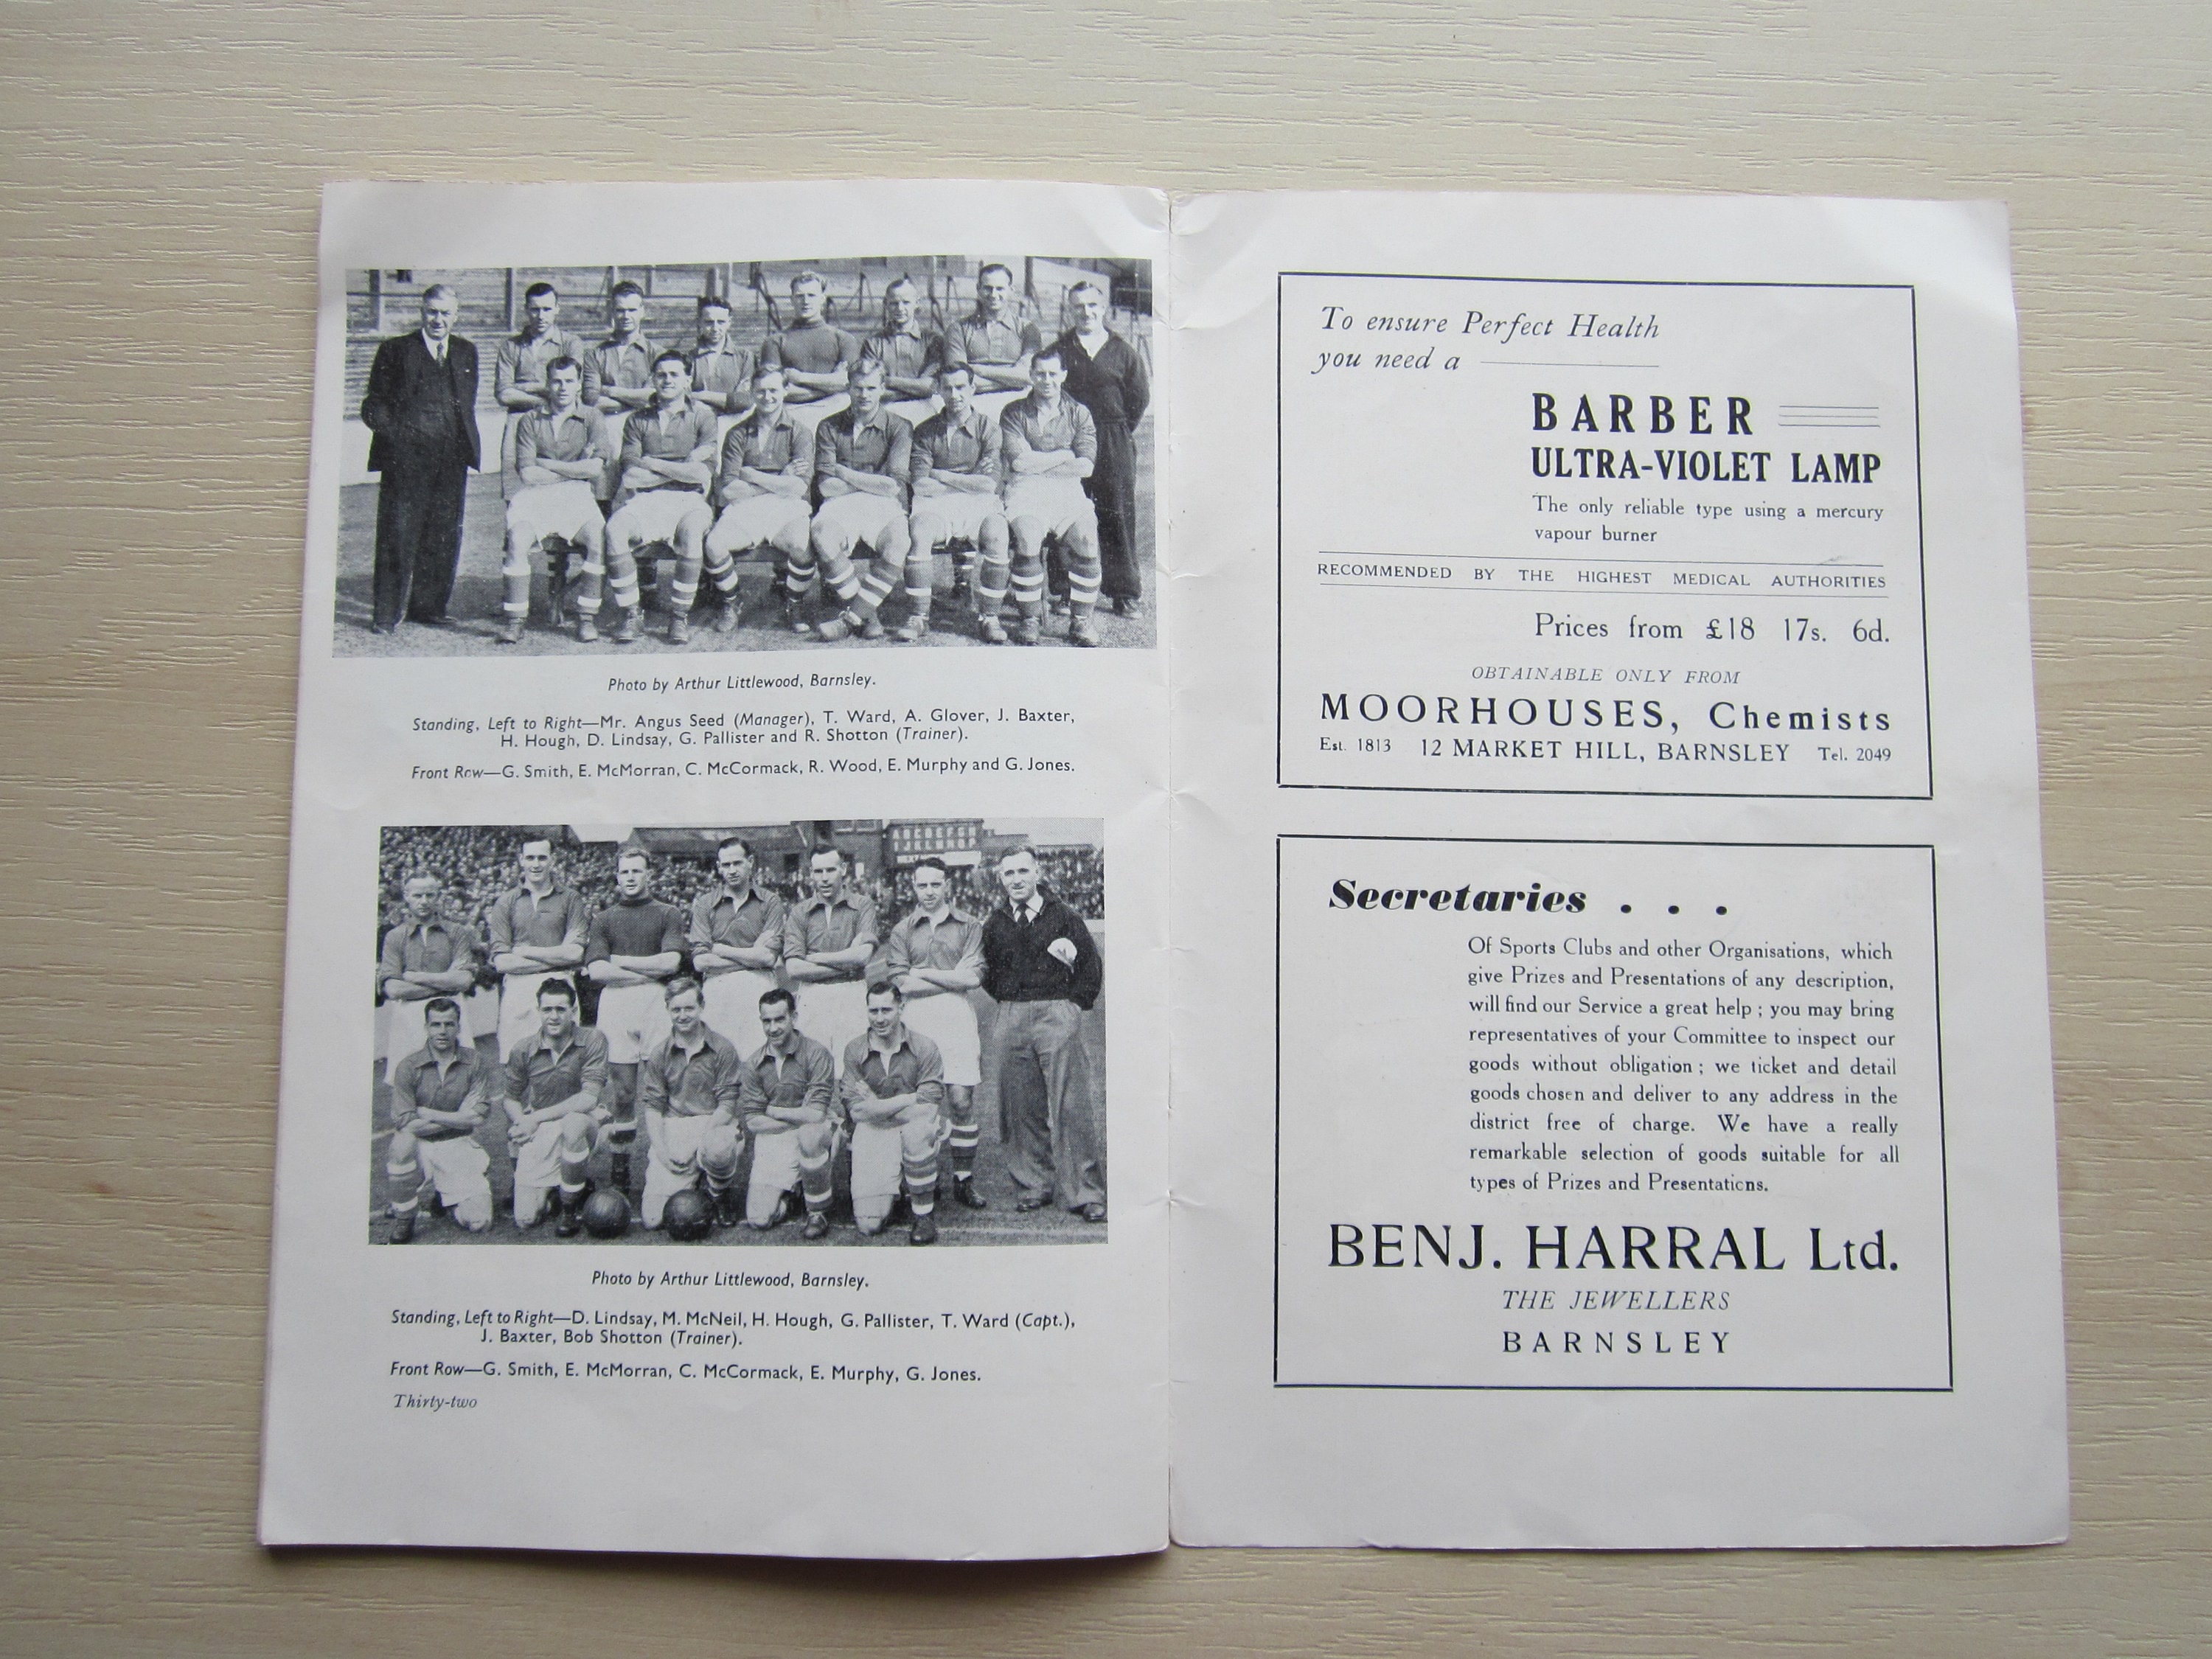 Photo by Arthur Littlewood, Barnsley.
Standing, Left to Right—Mr. Angus Seed (Manager), T. Ward, A. Glover, J. Baxter,
H. Hough, D. Lindsay, G. Pallister and R. Shotton (Trainer).
Front Row—G. Smith, E. McMorran, C. McCormack, R. Wood, E. Murphy and G. Jones.
ABCDEFGH
IJKLMNOP
Photo by Arthur Littlewood, Barnsley.
Standing, Left to Right—D. Lindsay, M. McNeil, H. Hough, G. Pallister, T. Ward (Capt.),
J. Baxter, Bob Shotton (Trainer).
Front Row—G. Smith, E. McMorran, C. McCormack, E. Murphy, G. Jones.
Thirty-two
To ensure Perfect Health
you need a
BARBER
ULTRA-VIOLET LAMP
The only reliable type using a mercury
vapour burner
RECOMMENDED BY THE HIGHEST MEDICAL AUTHORITIES
Prices from £18 17s. 6d.
OBTAINABLE ONLY FROM
MOORHOUSES, Chemists
Est. 1813 12 MARKET HILL, BARNSLEY Tel. 2049
Secretaries . . .
Of Sports Clubs and other Organisations, which
give Prizes and Presentations of any description,
will find our Service a great help ; you may bring
representatives of your Committee to inspect our
goods without obligation ; we ticket and detail
goods chosen and deliver to any address in the
district free of charge. We have a really
remarkable selection of goods suitable for all
types of Prizes and Presentations.
BENJ. HARRAL Ltd.
THE JEWELLERS
BARNSLEY